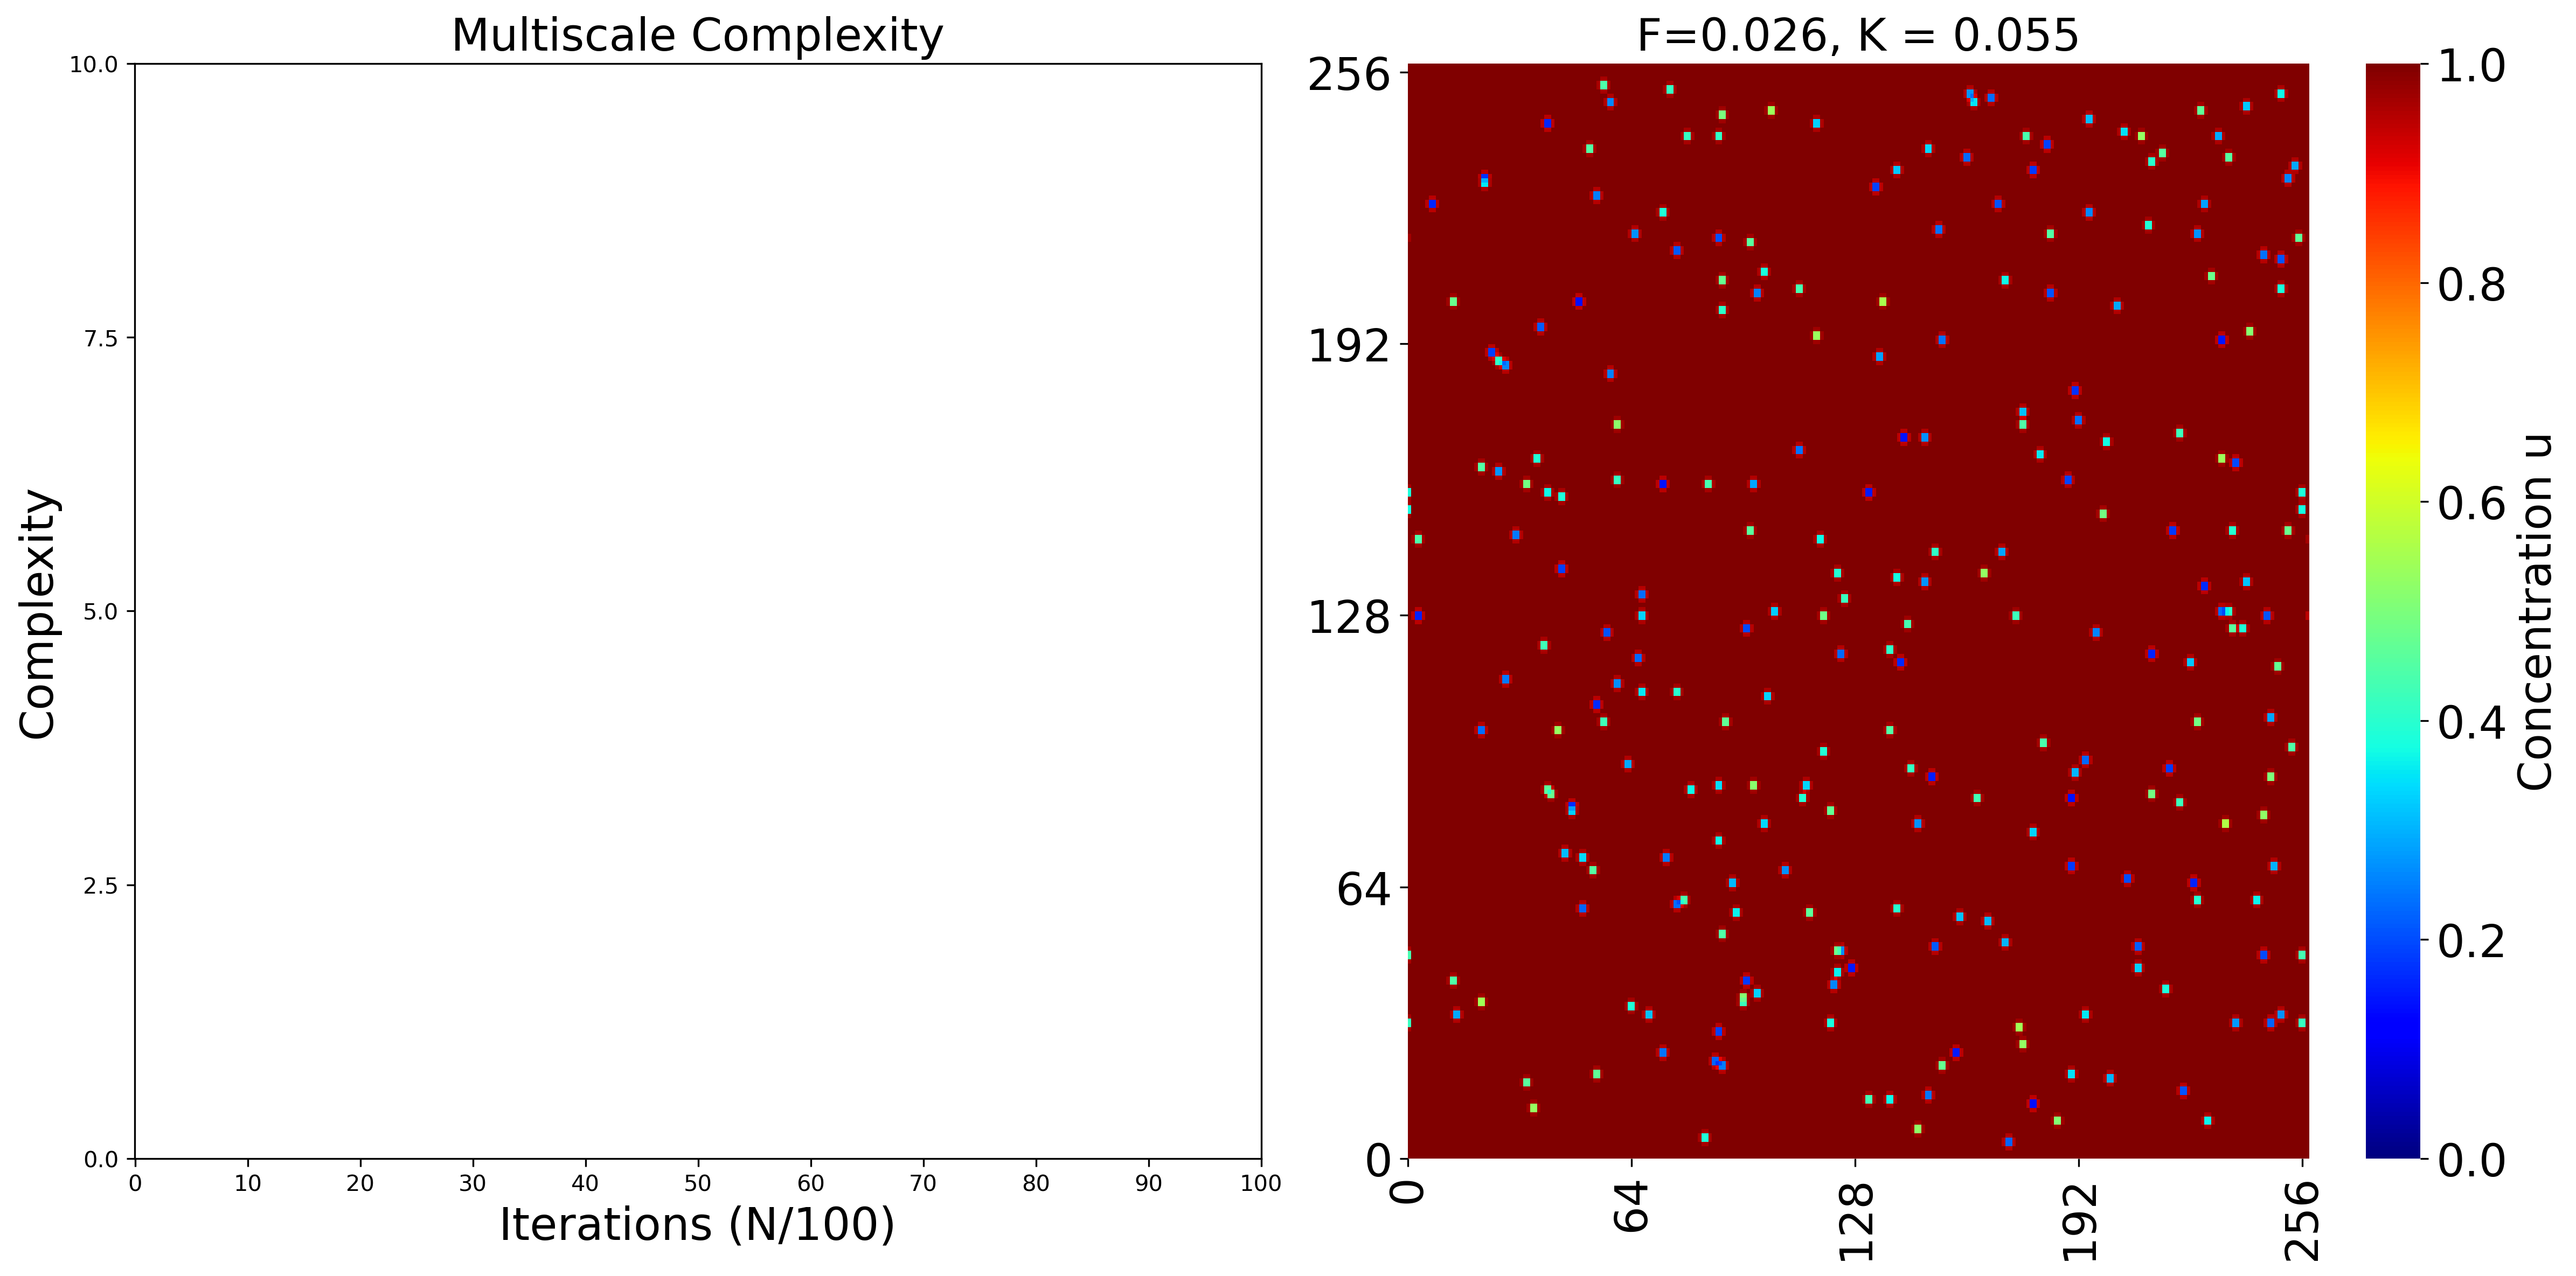 Multiscale Complexity
10.0
7.5
5.0
2.5
0.0
Complexity
0 10 20 30 40 50 60 70 80 90 100
Iterations (N/100)
F=0.026, K = 0.055
256
192
128
64
0
0 64 128 192 256
1.0
0.8
0.6
0.4
0.2
0.0
Concentration u